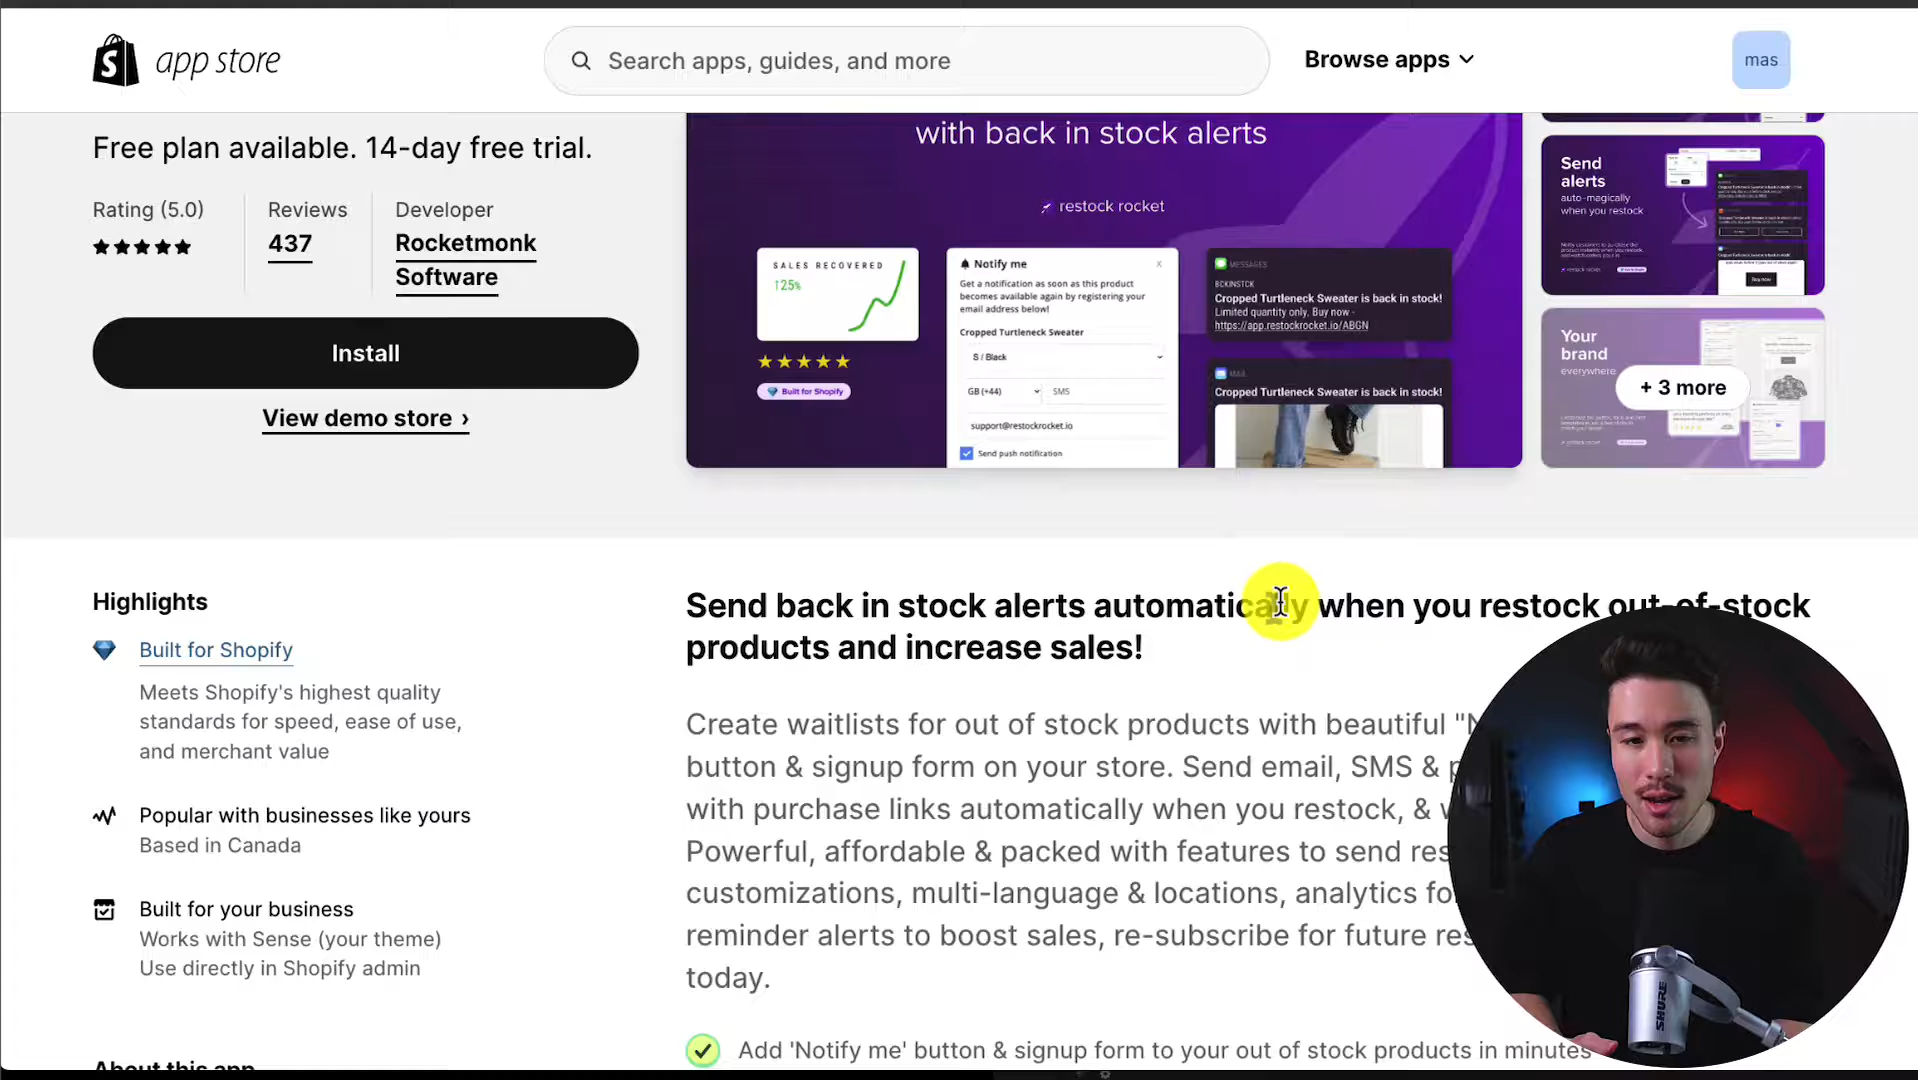 app store
Search apps, guides, and more
Browse apps
mas
Free plan available. 14-day free trial.
Rating (5.0)
Reviews
437
Developer
Rocketmonk
Software
Install
View demo store ›
with back in stock alerts
restock rocket
SALES RECOVERED
↑25%
Built for Shopify
Notify me
x
Get a notification as soon as this product
becomes available again by registering your
email address below!
Cropped Turtleneck Sweater
S / Black
GB (+44)
SMS
support@restockrocket.io
Send push notification
MESSAGES
BCKINSTCK
Cropped Turtleneck Sweater is back in stock!
Limited quantity only. Buy now -
https://app.restockrocket.io/ABGN
MAIL
Cropped Turtleneck Sweater is back in stock!
Send
alerts
auto-magically
when you restock
restock rocket
Your
brand
everywhere
+ 3 more
Highlights
Built for Shopify
Meets Shopify's highest quality
standards for speed, ease of use,
and merchant value
Popular with businesses like yours
Based in Canada
Built for your business
Works with Sense (your theme)
Use directly in Shopify admin
About this app
Send back in stock alerts automatically when you restock out-of-stock
products and increase sales!
Create waitlists for out of stock products with beautiful
button & signup form on your store. Send email, SMS &
with purchase links automatically when you restock, &
Powerful, affordable & packed with features to send
customizations, multi-language & locations, analytics
reminder alerts to boost sales, re-subscribe for future
today.
Add 'Notify me' button & signup form to your out of stock products in minutes
SHURE